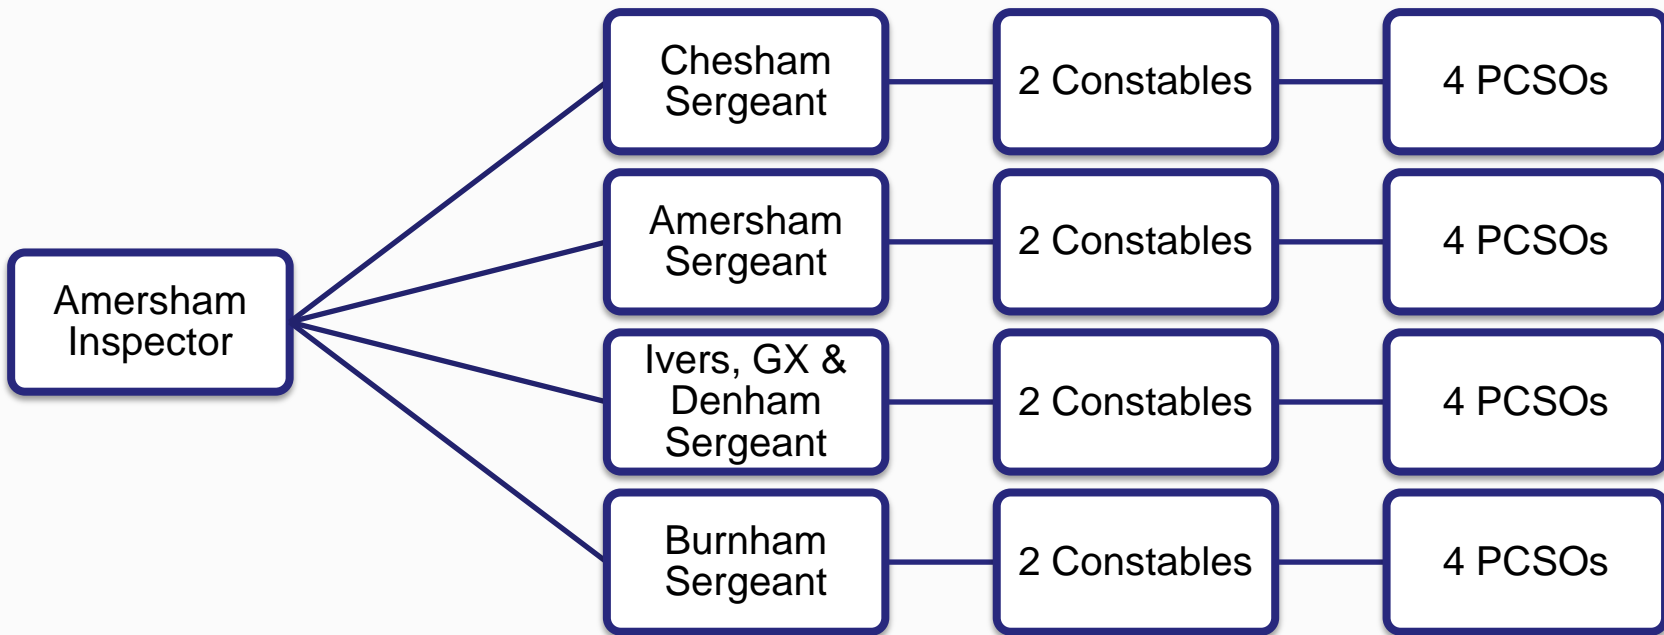 Chesham
Sergeant
2 Constables
4 PCSOs
Amersham
Sergeant
2 Constables
4 PCSOs
Amersham
Inspector
Ivers, GX &
Denham
Sergeant
2 Constables
4 PCSOs
Burnham
Sergeant
2 Constables
4 PCSOs